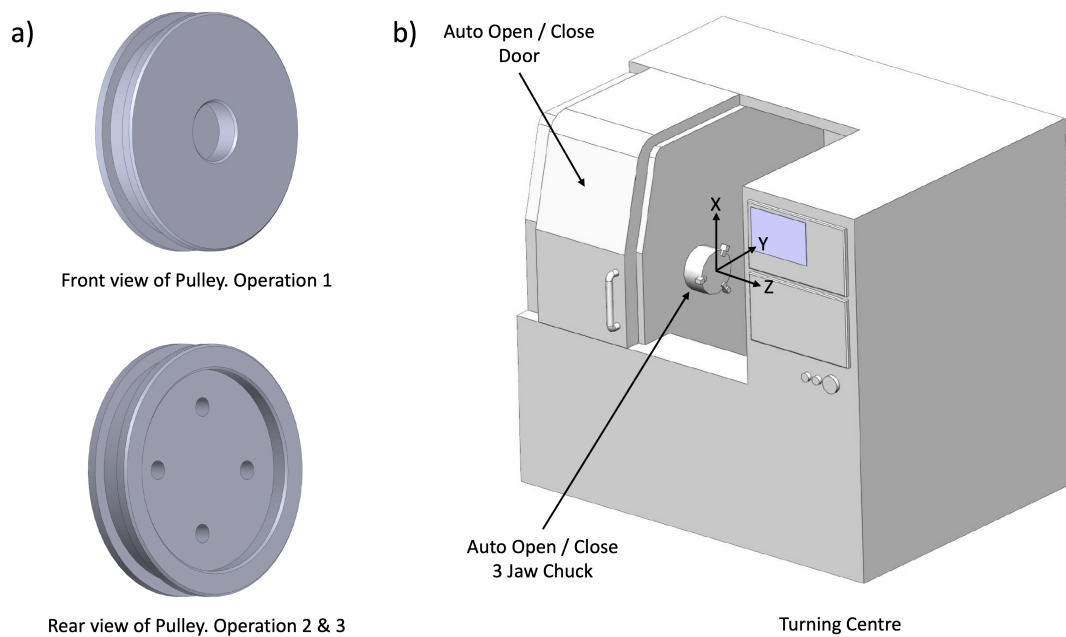 a)
Front view of Pulley. Operation 1
Rear view of Pulley. Operation 2 & 3
b)
Auto Open / Close
Door
X
Y
Z
Auto Open / Close
3 Jaw Chuck
Turning Centre